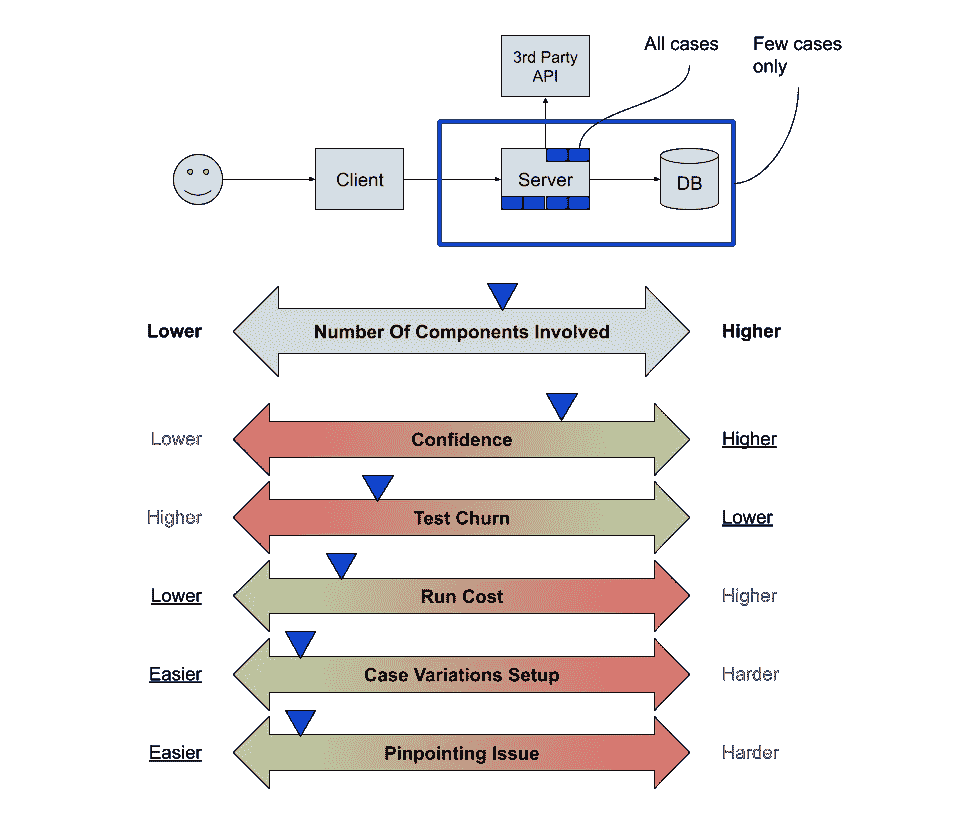 All cases
Few cases
only
3rd Party
API
Client
Server
DB
Lower
Number Of Components Involved
Higher
Lower
Confidence
Higher
Higher
Test Churn
Lower
Lower
Run Cost
Higher
Easier
Case Variations Setup
Harder
Easier
Pinpointing Issue
Harder